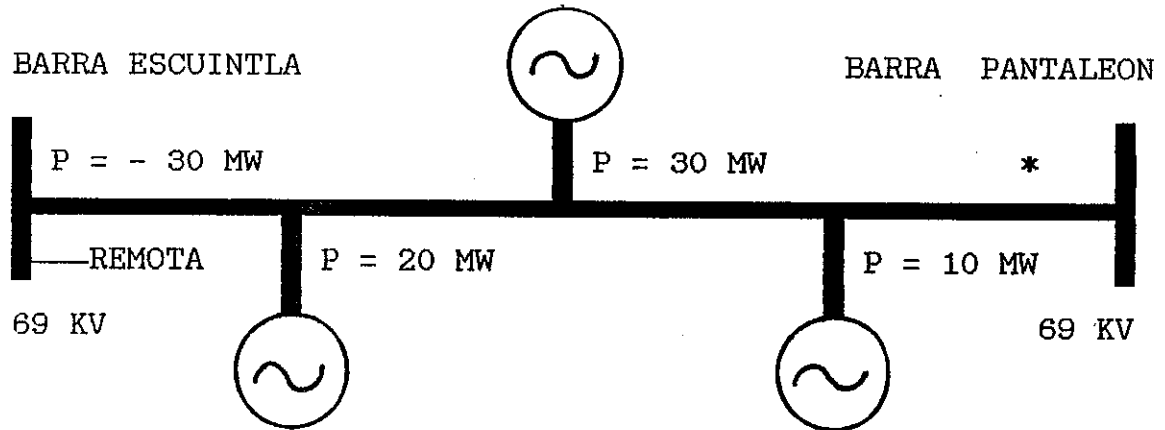 BARRA ESCUINTLA
BARRA PANTALEON
P = - 30 MW
P = 30 MW
*
REMOTA
P = 20 MW
P = 10 MW
69 KV
69 KV